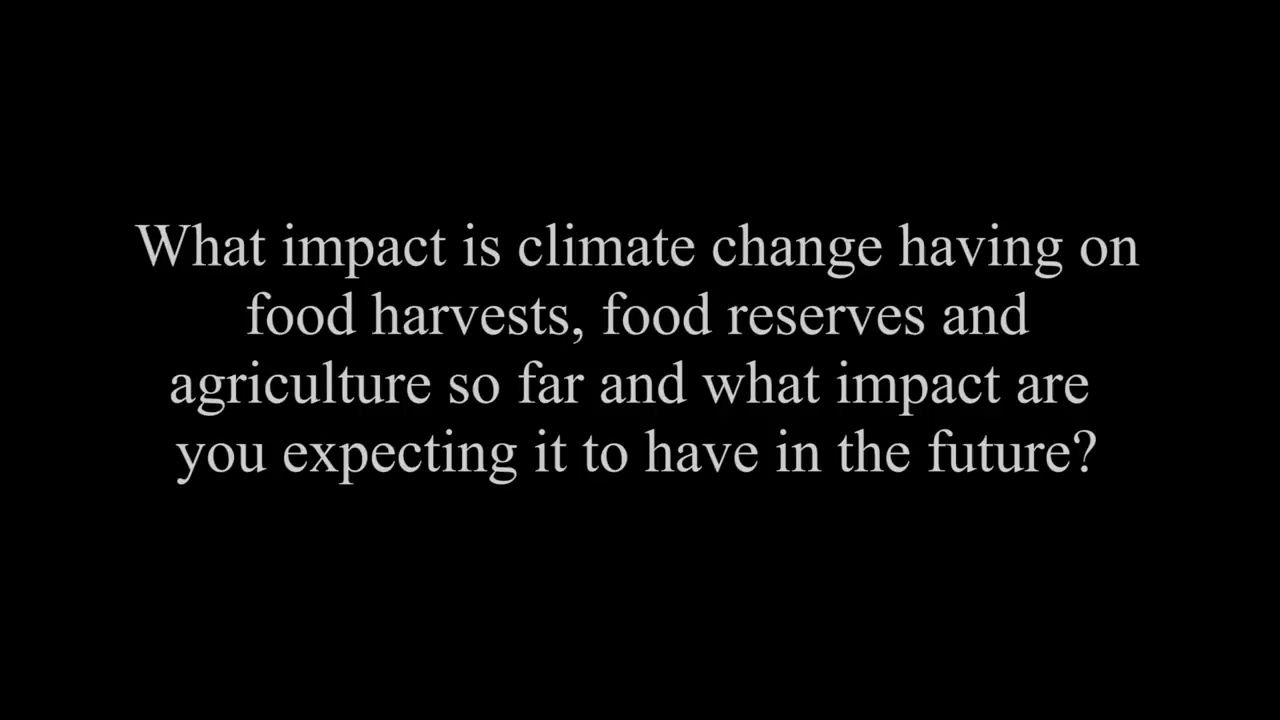 What impact is climate change having on
food harvests, food reserves and
agriculture so far and what impact are
you expecting it to have in the future?